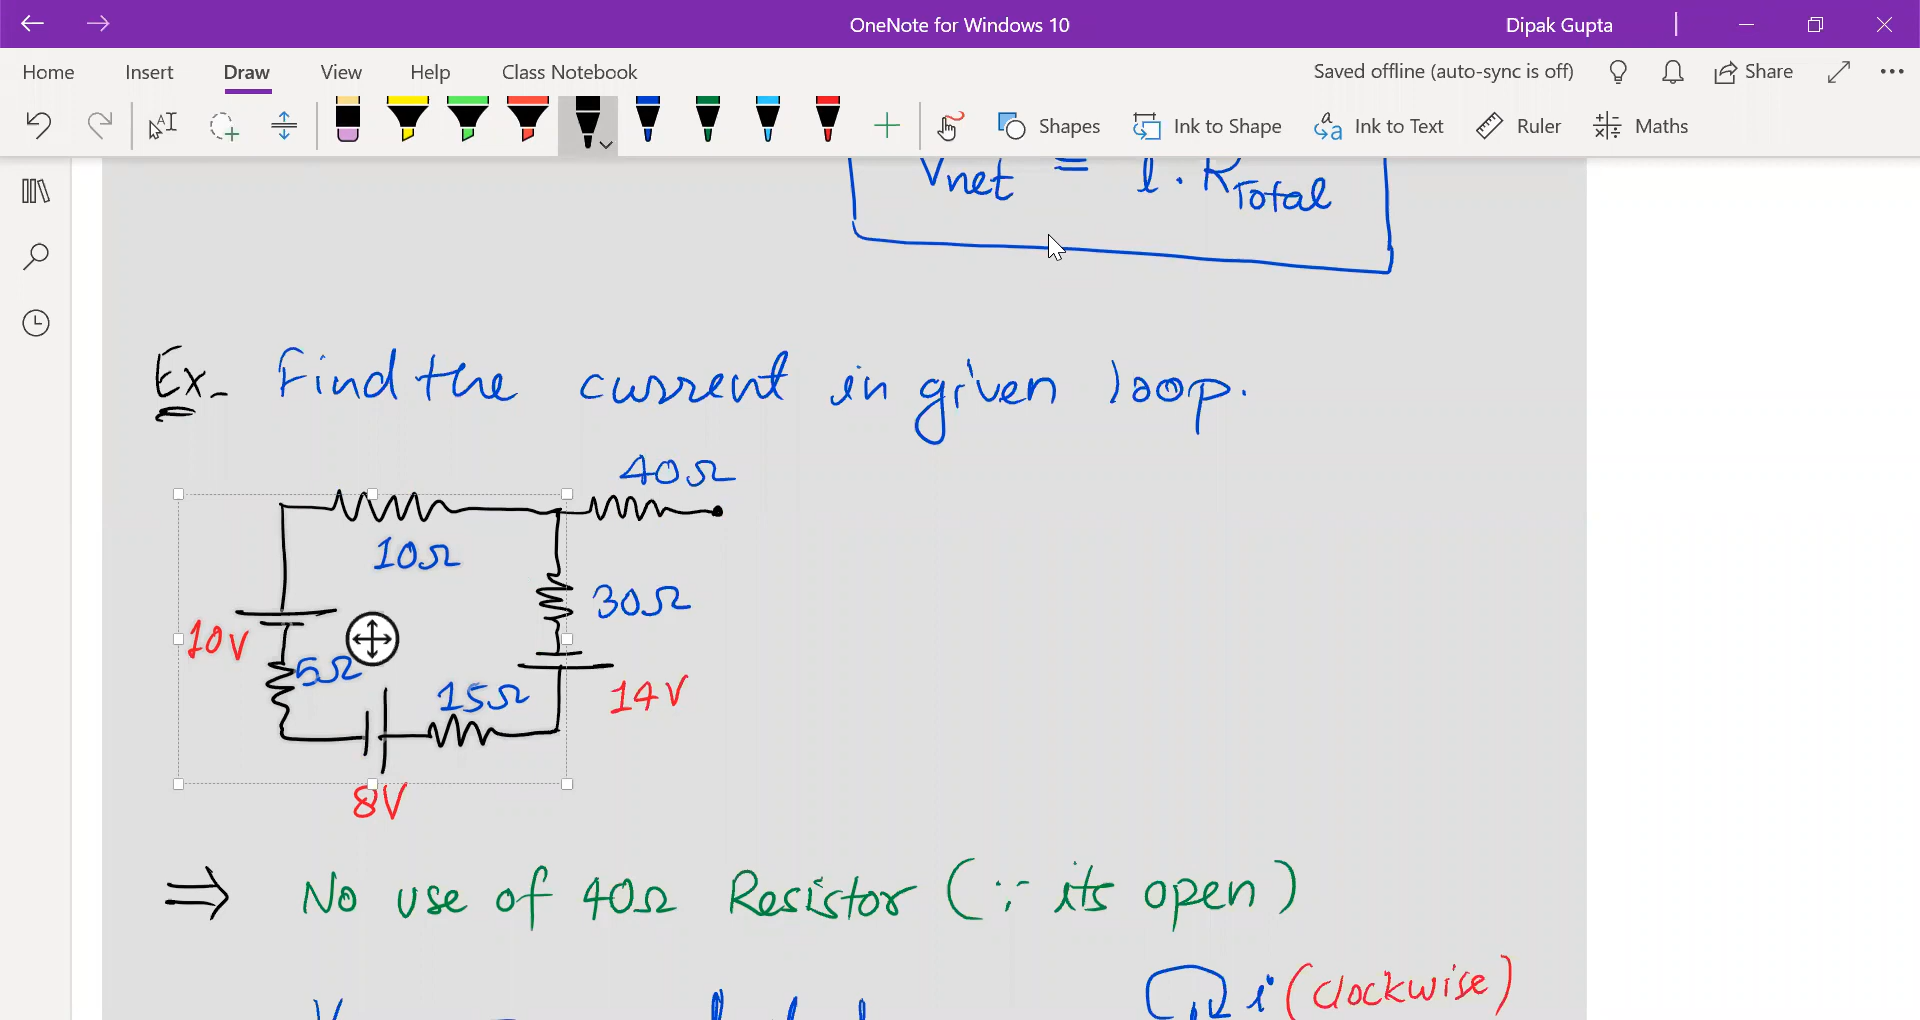 OneNote for Windows 10
Dipak Gupta
Home Insert Draw View Help Class Notebook
Saved offline (auto-sync is off) Share
Shapes Ink to Shape Ink to Text Ruler Maths
Vnet = i . RTotal
Ex- Find the current in given loop.
40Ω
10Ω
30Ω
10V
5Ω
15Ω
14V
8V
⇒ No use of 40Ω Resistor (∵ its open)
i (clockwise)